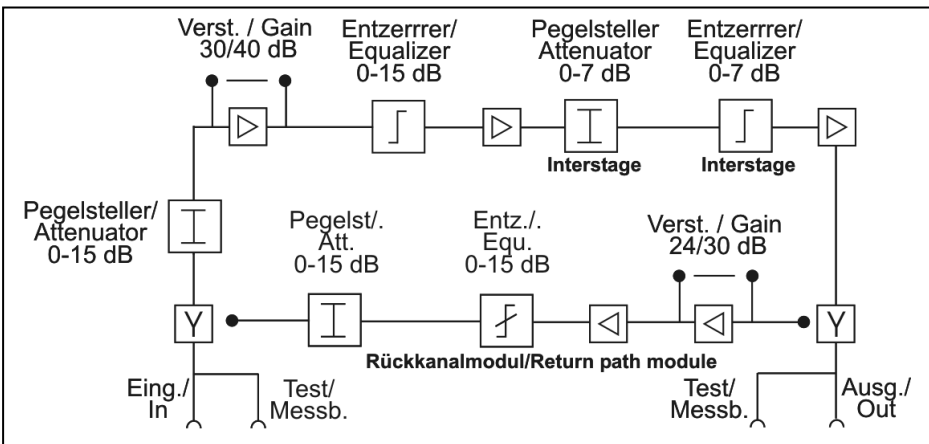 Verst. / Gain
30/40 dB
Entzerrrer/
Equalizer
0-15 dB
Pegelsteller
Attenuator
0-7 dB
Entzerrrer/
Equalizer
0-7 dB
Interstage
Interstage
Pegelsteller/
Attenuator
0-15 dB
Pegelst/.
Att.
0-15 dB
Entz./.
Equ.
0-15 dB
Verst. / Gain
24/30 dB
Y
Y
Rückkanalmodul/Return path module
Eing./
In
Test/
Messb.
Test/
Messb.
Ausg./
Out